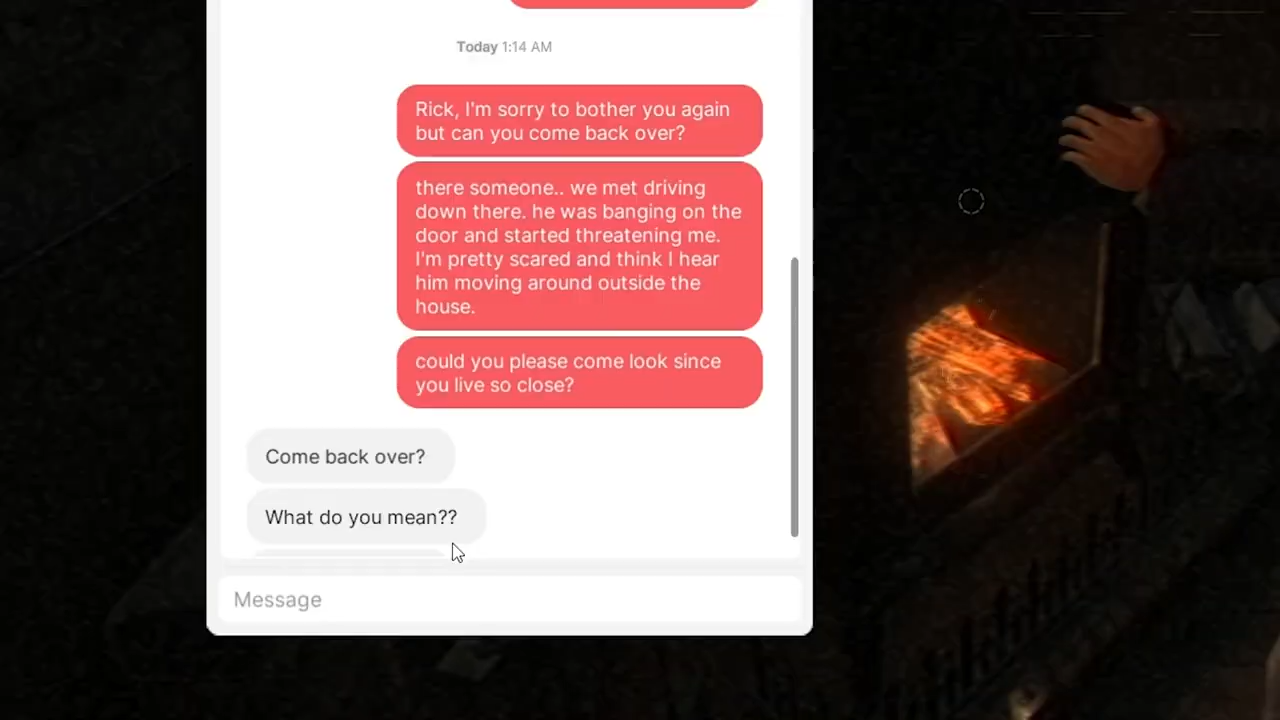 Today 1:14 AM
Rick, I'm sorry to bother you again
but can you come back over?
there someone.. we met driving
down there. he was banging on the
door and started threatening me.
I'm pretty scared and think I hear
him moving around outside the
house.
could you please come look since
you live so close?
Come back over?
What do you mean??
Message